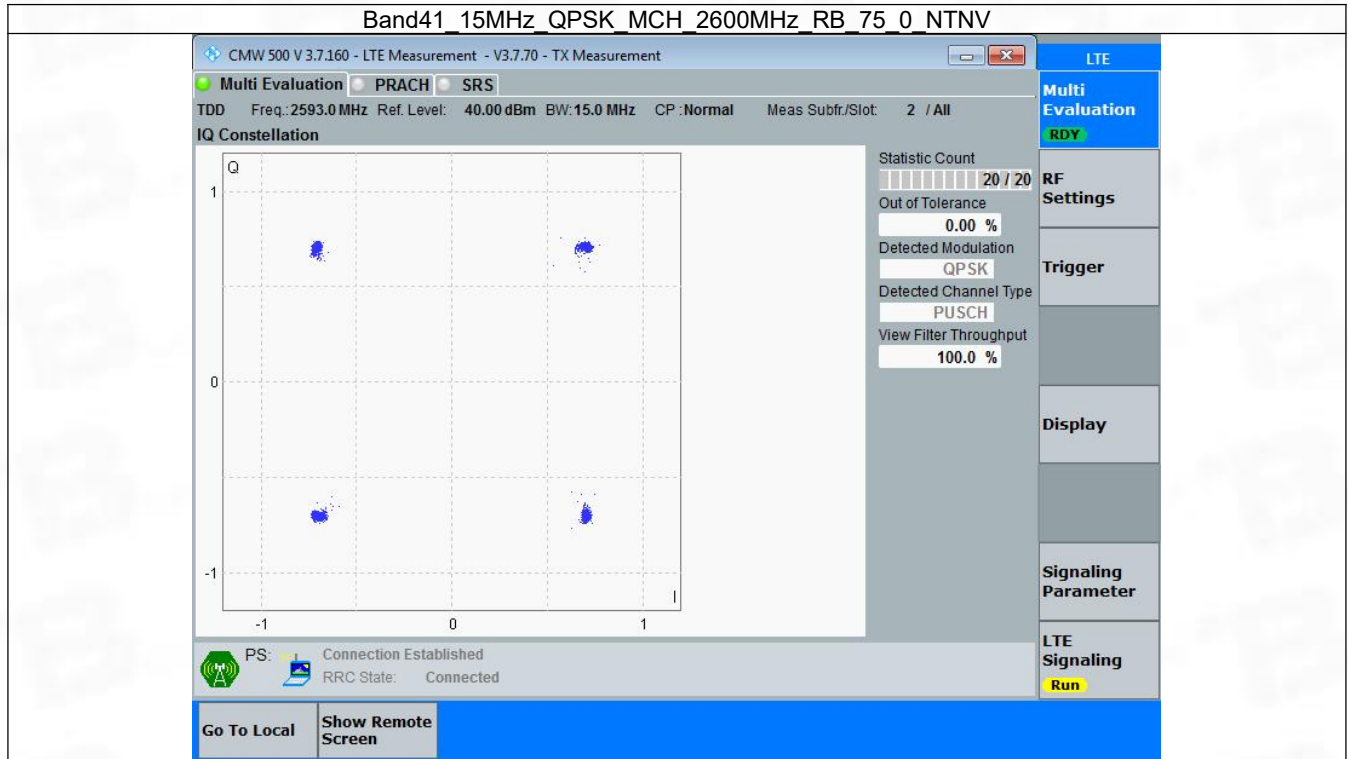 Band41_15MHz_QPSK_MCH_2600MHz_RB_75_0_NTNV
CMW 500 V 3.7.160 - LTE Measurement - V3.7.70 - TX Measurement
LTE
Multi Evaluation PRACH SRS
TDD Freq.:2593.0 MHz Ref. Level: 40.00 dBm BW:15.0 MHz CP :Normal Meas Subfr./Slot: 2 / All
IQ Constellation
Multi
Evaluation
RDY
Q
1
0
-1
-1 0 1
I
Statistic Count
20 / 20
Out of Tolerance
0.00 %
Detected Modulation
QPSK
Detected Channel Type
PUSCH
View Filter Throughput
100.0 %
RF
Settings
Trigger
Display
Signaling
Parameter
LTE
Signaling
Run
PS: Connection Established
RRC State: Connected
Go To Local
Show Remote
Screen